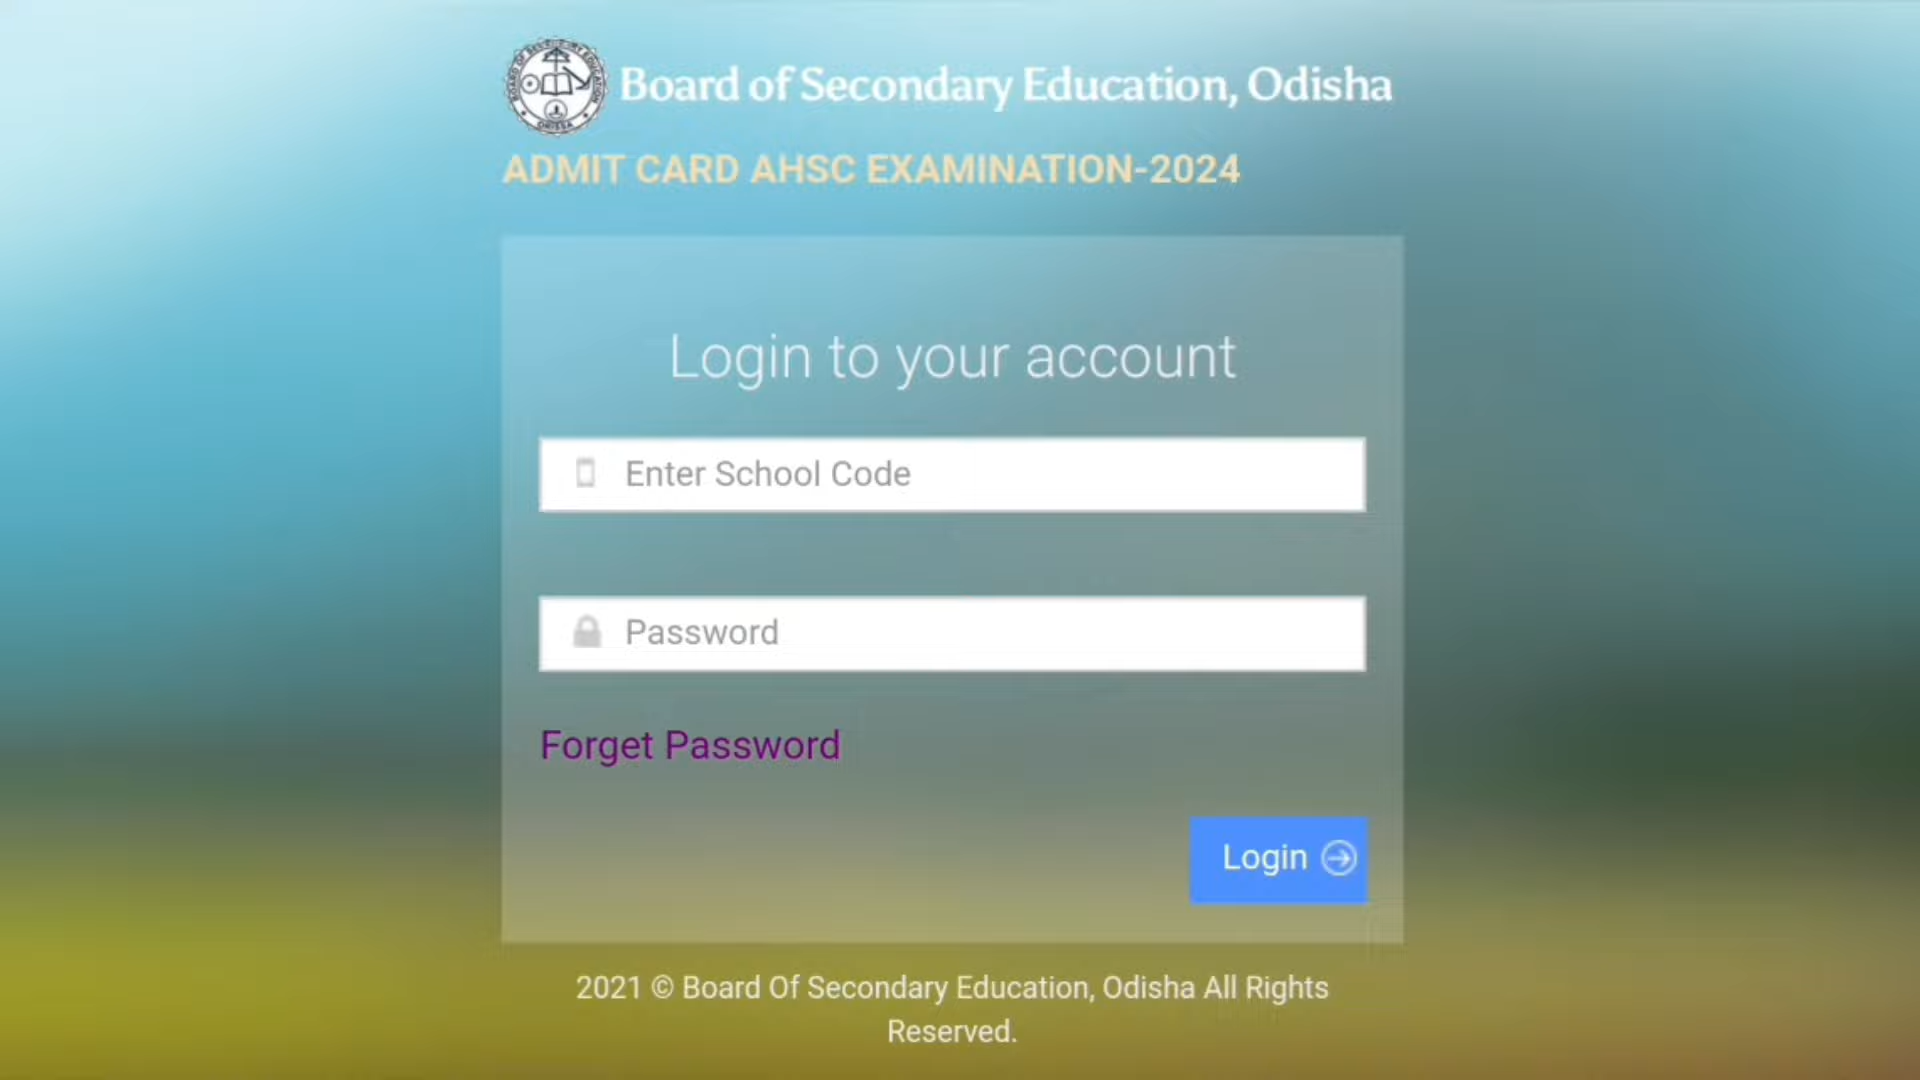 Board of Secondary Education, Odisha
ADMIT CARD AHSC EXAMINATION-2024
Login to your account
Enter School Code
Password
Forget Password
Login
2021 © Board Of Secondary Education, Odisha All Rights
Reserved.